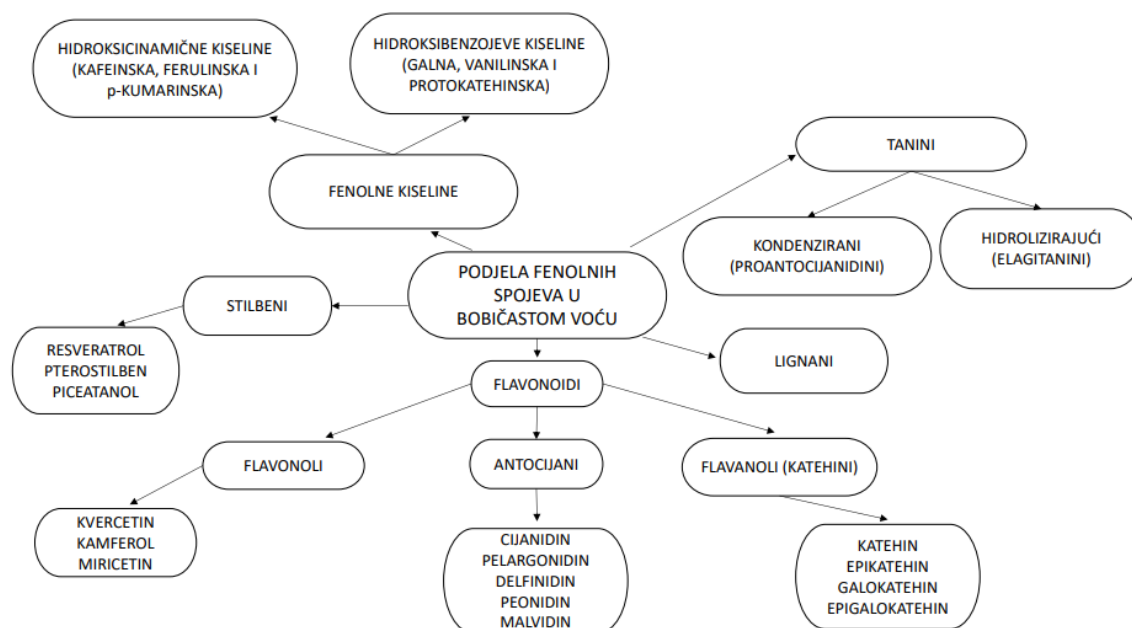 HIDROKSICINAMIČNE KISELINE
(KAFEINSKA, FERULINSKA I
p-KUMARINSKA)
HIDROKSIBENZOJEVE KISELINE
(GALNA, VANILINSKA I
PROTOKATEHINSKA)
TANINI
FENOLNE KISELINE
KONDENZIRANI
(PROANTOCIJANIDINI)
HIDROLIZIRAJUĆI
(ELAGITANINI)
PODJELA FENOLNIH
SPOJEVA U
BOBIČASTOM VOĆU
STILBENI
RESVERATROL
PTEROSTILBEN
PICEATANOL
LIGNANI
FLAVONOIDI
FLAVONOLI
ANTOCIJANI
FLAVANOLI (KATEHINI)
KVERCETIN
KAMFEROL
MIRICETIN
CIJANIDIN
PELARGONIDIN
DELFINIDIN
PEONIDIN
MALVIDIN
KATEHIN
EPIKATEHIN
GALOKATEHIN
EPIGALOKATEHIN